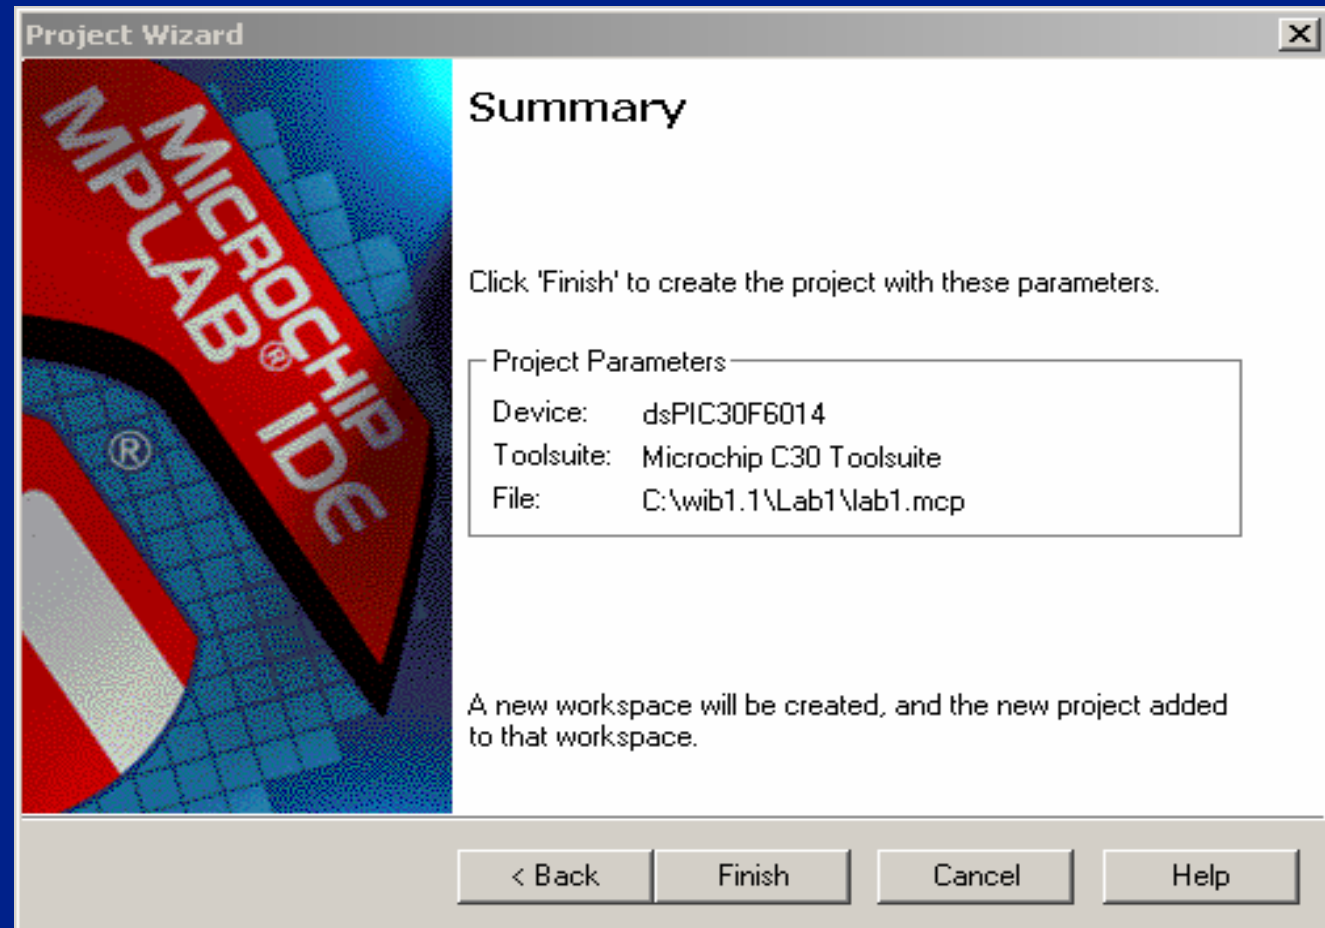 Project Wizard
MICROCHIP
MPLAB® IDE
®
Summary
Click 'Finish' to create the project with these parameters.
Project Parameters
Device: dsPIC30F6014
Toolsuite: Microchip C30 Toolsuite
File: C:\wib1.1\Lab1\lab1.mcp
A new workspace will be created, and the new project added
to that workspace.
< Back Finish Cancel Help